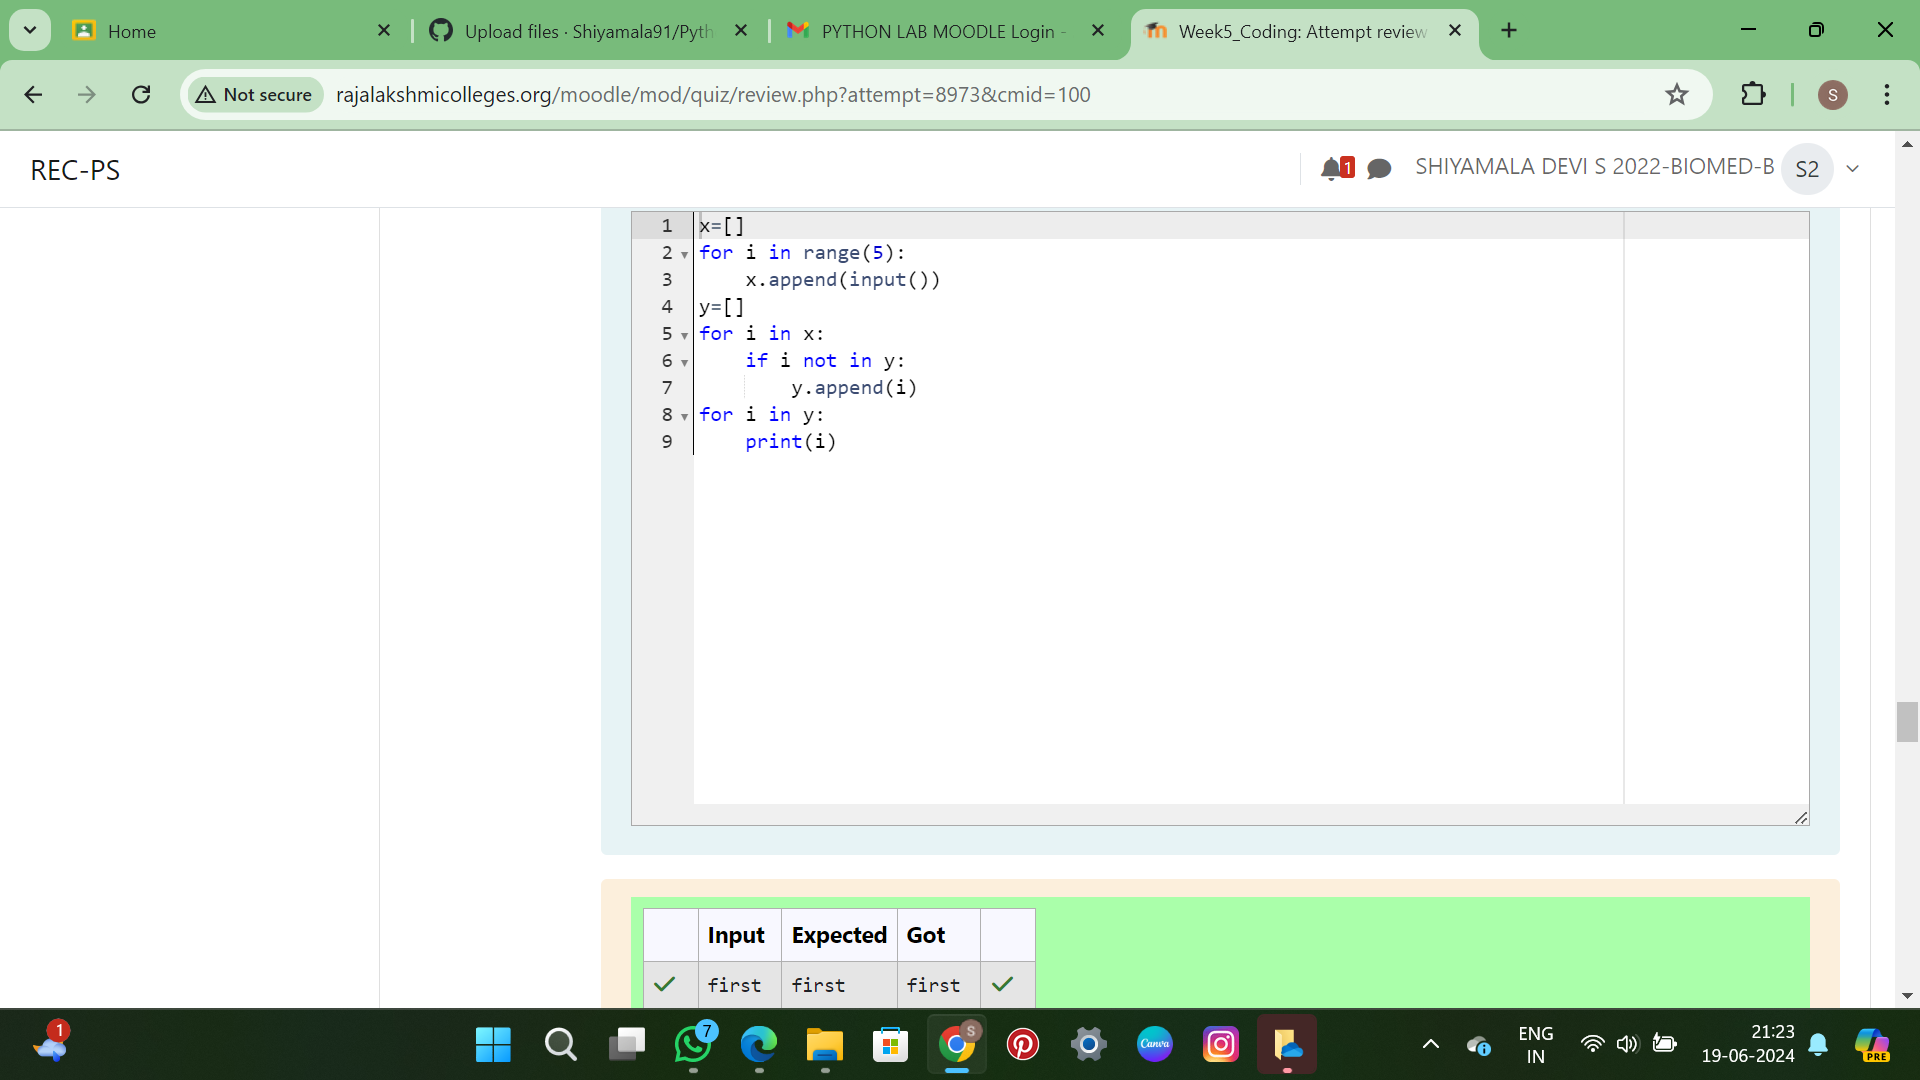 Home
Upload files · Shiyamala91/Pyth
PYTHON LAB MOODLE Login -
Week5_Coding: Attempt review
Not secure
rajalakshmicolleges.org/moodle/mod/quiz/review.php?attempt=8973&cmid=100
S
REC-PS
1
SHIYAMALA DEVI S 2022-BIOMED-B
S2
1 x=[]
2 for i in range(5):
3     x.append(input())
4 y=[]
5 for i in x:
6     if i not in y:
7         y.append(i)
8 for i in y:
9     print(i)
Input Expected Got
first first first
1
7
S
Canva
ENG
IN
21:23
19-06-2024
PRE